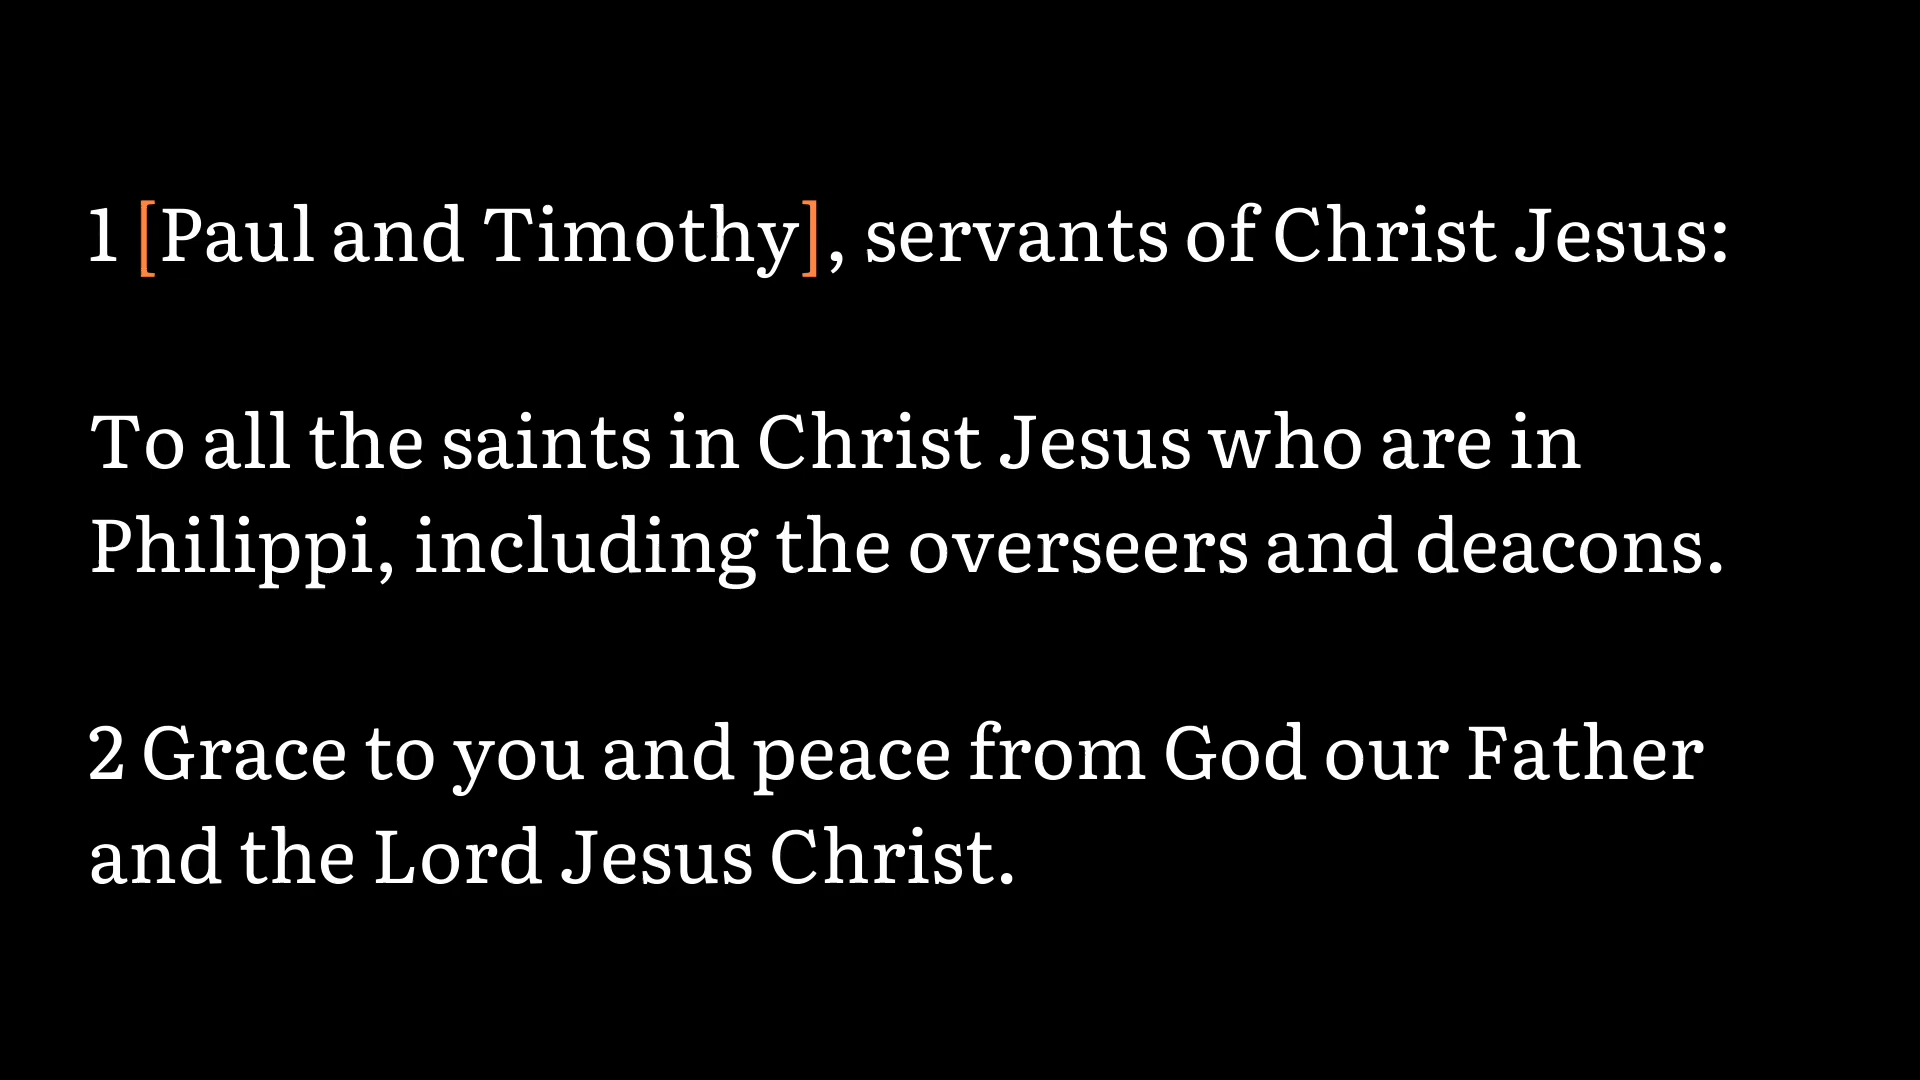 1 [Paul and Timothy], servants of Christ Jesus:
To all the saints in Christ Jesus who are in
Philippi, including the overseers and deacons.
2 Grace to you and peace from God our Father
and the Lord Jesus Christ.